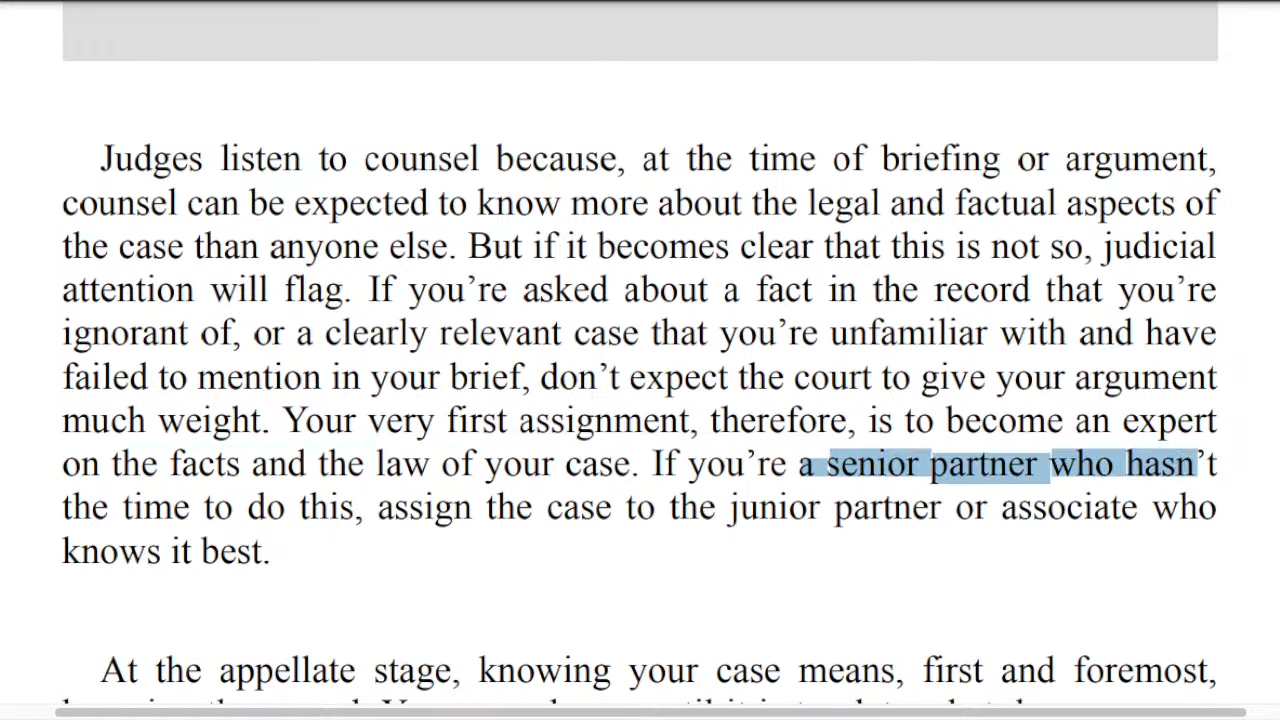 Judges listen to counsel because, at the time of briefing or argument,
counsel can be expected to know more about the legal and factual aspects of
the case than anyone else. But if it becomes clear that this is not so, judicial
attention will flag. If you’re asked about a fact in the record that you’re
ignorant of, or a clearly relevant case that you’re unfamiliar with and have
failed to mention in your brief, don’t expect the court to give your argument
much weight. Your very first assignment, therefore, is to become an expert
on the facts and the law of your case. If you’re a senior partner who hasn’t
the time to do this, assign the case to the junior partner or associate who
knows it best.
At the appellate stage, knowing your case means, first and foremost,